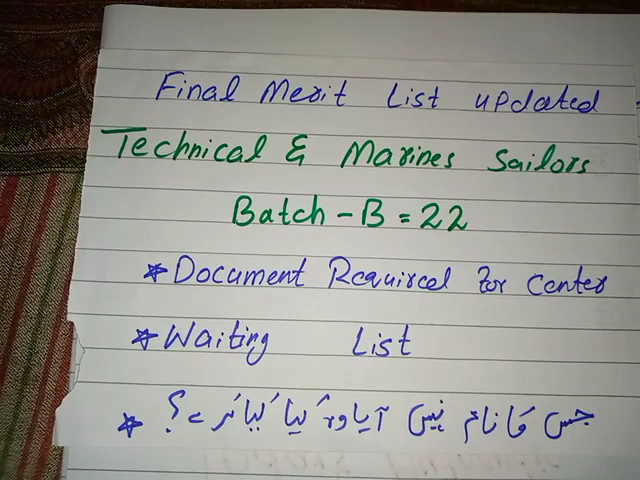 Final Merit List updated
Technical & Marines Sailors
Batch - B = 22
* Document Required For Center
* Waiting List
* جس کا نام نہیں آیا وہ کیا کرے؟